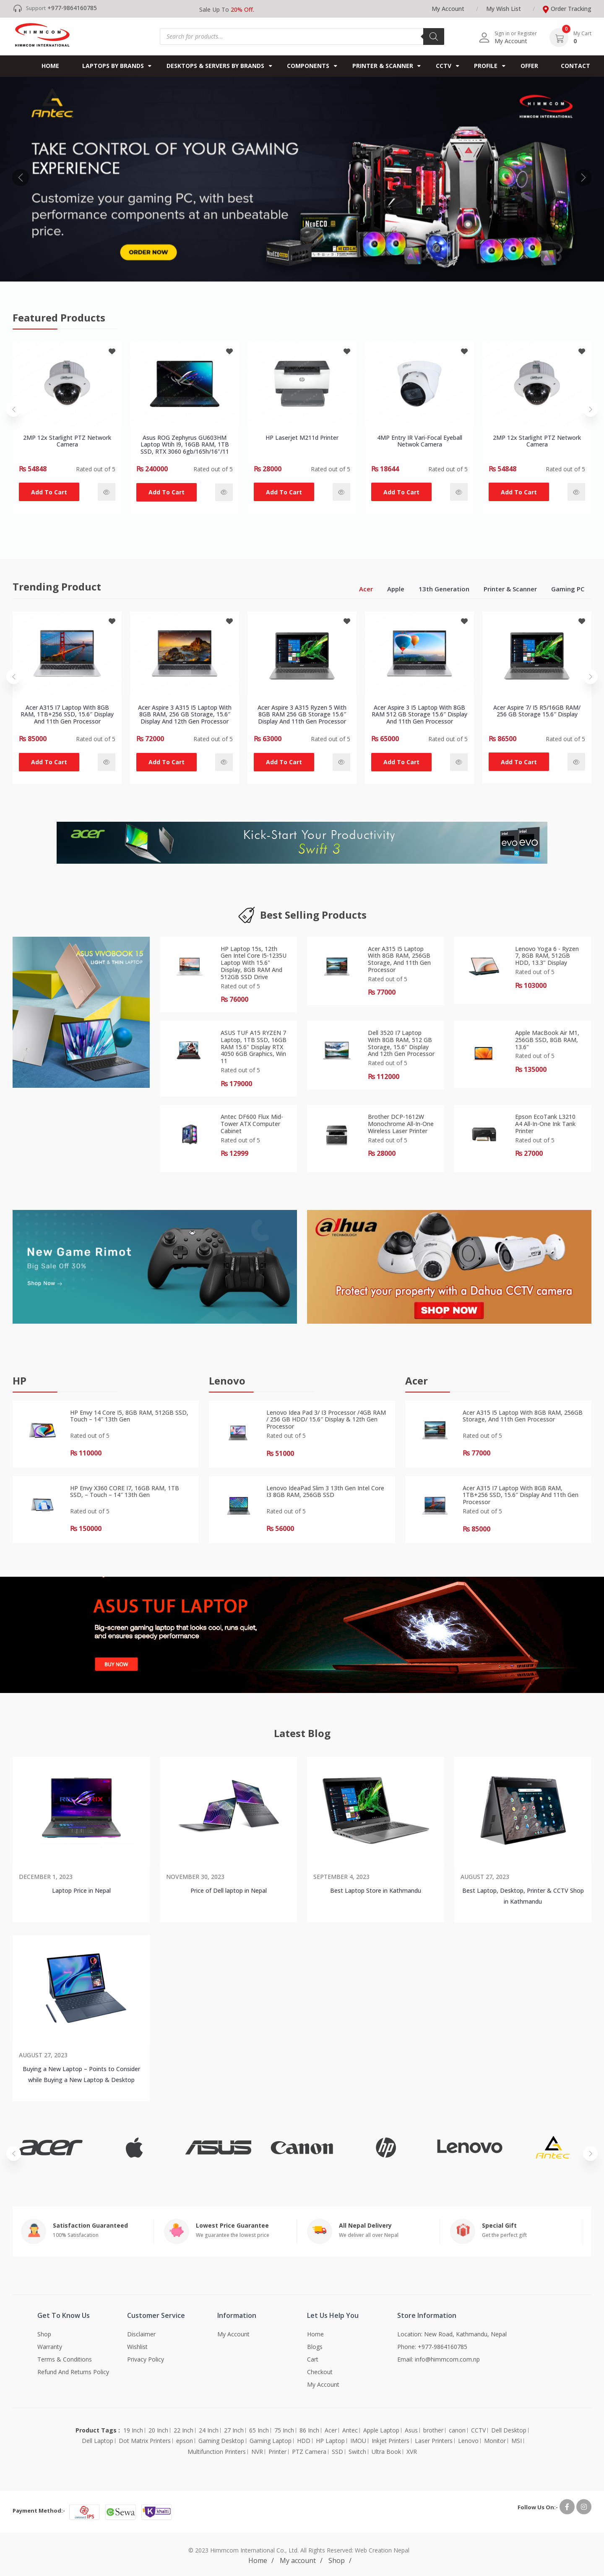 Support: +977-9864160785
Sale Up To 20% Off.
My Account
My Wish List
Order Tracking
HIMMCOM
HIMMCOM INTERNATIONAL
Search for products...
Sign in or Register
My Account
0
My Cart
0
HOME
LAPTOPS BY BRANDS
DESKTOPS & SERVERS BY BRANDS
COMPONENTS
PRINTER & SCANNER
CCTV
PROFILE
OFFER
CONTACT
ANTEC
HIMMCOM
HIMMCOM INTERNATIONAL
TAKE CONTROL OF YOUR GAMING
EXPERIENCE
Customize your gaming PC with best
performance components at an unbeatable
price.
ORDER NOW
Featured Products
2MP 12x Starlight PTZ Network
Camera
₨ 54848
Rated out of 5
Add To Cart
Asus ROG Zephyrus GU603HM
Laptop Wtih I9, 16GB RAM, 1TB
SSD, RTX 3060 6gb/165h/16"/11
₨ 240000
Rated out of 5
Add To Cart
HP Laserjet M211d Printer
₨ 28000
Rated out of 5
Add To Cart
4MP Entry IR Vari-Focal Eyeball
Netwok Camera
₨ 18644
Rated out of 5
Add To Cart
2MP 12x Starlight PTZ Network
Camera
₨ 54848
Rated out of 5
Add To Cart
Trending Product
Acer
Apple
13th Generation
Printer & Scanner
Gaming PC
Acer A315 I7 Laptop With 8GB
RAM, 1TB+256 SSD, 15.6″ Display
And 11th Gen Processor
₨ 85000
Rated out of 5
Add To Cart
Acer Aspire 3 A315 I5 Laptop With
8GB RAM, 256 GB Storage, 15.6″
Display And 12th Gen Processor
₨ 72000
Rated out of 5
Add To Cart
Acer Aspire 3 A315 Ryzen 5 With
8GB RAM 256 GB Storage 15.6″
Display And 11th Gen Processor
₨ 63000
Rated out of 5
Add To Cart
Acer Aspire 3 I5 Laptop With 8GB
RAM 512 GB Storage 15.6″ Display
And 11th Gen Processor
₨ 65000
Rated out of 5
Add To Cart
Acer Aspire 7/ I5 R5/16GB RAM/
256 GB Storage 15.6″ Display
₨ 86500
Rated out of 5
Add To Cart
acer
Kick-Start Your Productivity
Swift 3
evo
evo
Best Selling Products
ASUS VIVOBOOK 15
LIGHT & THIN LAPTOP
HP Laptop 15s, 12th
Gen Intel Core I5-1235U
Laptop With 15.6″
Display, 8GB RAM And
512GB SSD Drive
Rated out of 5
₨ 76000
Acer A315 I5 Laptop
With 8GB RAM, 256GB
Storage, And 11th Gen
Processor
Rated out of 5
₨ 77000
Lenovo Yoga 6 - Ryzen
7, 8GB RAM, 512GB
HDD, 13.3″ Display
Rated out of 5
₨ 103000
ASUS TUF A15 RYZEN 7
Laptop, 1TB SSD, 16GB
RAM 15.6″ Display RTX
4050 6GB Graphics, Win
11
Rated out of 5
₨ 179000
Dell 3520 I7 Laptop
With 8GB RAM, 512 GB
Storage, 15.6″ Display
And 12th Gen Processor
Rated out of 5
₨ 112000
Apple MacBook Air M1,
256GB SSD, 8GB RAM,
13.6″
Rated out of 5
₨ 135000
Antec DF600 Flux Mid-
Tower ATX Computer
Cabinet
Rated out of 5
₨ 12999
Brother DCP-1612W
Monochrome All-In-One
Wireless Laser Printer
Rated out of 5
₨ 28000
Epson EcoTank L3210
A4 All-In-One Ink Tank
Printer
Rated out of 5
₨ 27000
New Game Rimot
Big Sale Off 30%
Shop Now →
alhua
TECHNOLOGY
Protect your property with a Dahua CCTV camera
SHOP NOW
HP
HP Envy 14 Core I5, 8GB RAM, 512GB SSD,
Touch – 14″ 13th Gen
Rated out of 5
₨ 110000
HP Envy X360 CORE I7, 16GB RAM, 1TB
SSD, – Touch – 14″ 13th Gen
Rated out of 5
₨ 150000
Lenovo
Lenovo Idea Pad 3/ I3 Processor /4GB RAM
/ 256 GB HDD/ 15.6″ Display & 12th Gen
Processor
Rated out of 5
₨ 51000
Lenovo IdeaPad Slim 3 13th Gen Intel Core
I3 8GB RAM, 256GB SSD
Rated out of 5
₨ 56000
Acer
Acer A315 I5 Laptop With 8GB RAM, 256GB
Storage, And 11th Gen Processor
Rated out of 5
₨ 77000
Acer A315 I7 Laptop With 8GB RAM,
1TB+256 SSD, 15.6″ Display And 11th Gen
Processor
Rated out of 5
₨ 85000
ASUS TUF LAPTOP
Big-screen gaming laptop that looks cool, runs quiet,
and ensures speedy performance
BUY NOW
Latest Blog
DECEMBER 1, 2023
Laptop Price in Nepal
NOVEMBER 30, 2023
Price of Dell laptop in Nepal
SEPTEMBER 4, 2023
Best Laptop Store in Kathmandu
AUGUST 27, 2023
Best Laptop, Desktop, Printer & CCTV Shop
in Kathmandu
AUGUST 27, 2023
Buying a New Laptop – Points to Consider
while Buying a New Laptop & Desktop
acer
ASUS
Canon
hp
Lenovo
ANTEC
Satisfaction Guaranteed
100% Satisfacation
Lowest Price Guarantee
We guarantee the lowest price
All Nepal Delivery
We deliver all over Nepal
Special Gift
Get the perfect gift
Get To Know Us
Shop
Warranty
Terms & Conditions
Refund And Returns Policy
Customer Service
Disclaimer
Wishlist
Privacy Policy
Information
My Account
Let Us Help You
Home
Blogs
Cart
Checkout
My Account
Store Information
Location: New Road, Kathmandu, Nepal
Phone: +977-9864160785
Email: info@himmcom.com.np
Product Tags : 19 Inch | 20 Inch | 22 Inch | 24 Inch | 27 Inch | 65 Inch | 75 Inch | 86 Inch | Acer | Antec | Apple Laptop | Asus | brother | canon | CCTV | Dell Desktop |
Dell Laptop | Dot Matrix Printers | epson | Gaming Desktop | Gaming Laptop | HDD | HP Laptop | IMOU | Inkjet Printers | Laser Printers | Lenovo | Monitor | MSI |
Multifunction Printers | NVR | Printer | PTZ Camera | SSD | Switch | Ultra Book | XVR
Payment Method:-
IPS
eSewa
khalti
Follow Us On:-
© 2023 Himmcom International Co., Ltd. All Rights Reserved: Web Creation Nepal
Home / My account / Shop /